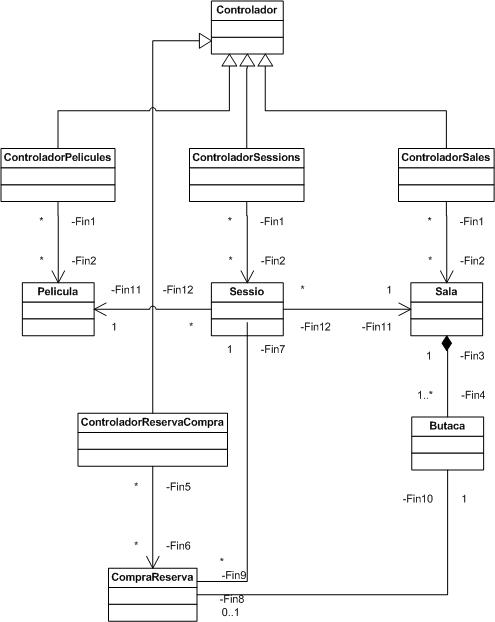 Controlador
ControladorPelicules
ControladorSessions
ControladorSales
* -Fin1
* -Fin1
* -Fin1
* -Fin2
* -Fin2
* -Fin2
Pelicula
-Fin11
-Fin12
Sessio
*
1
Sala
1
*
1
-Fin7
-Fin12
-Fin11
1
-Fin3
1..*
-Fin4
ControladorReservaCompra
Butaca
*
-Fin5
-Fin10
1
*
-Fin6
*
CompraReserva
-Fin9
-Fin8
0..1